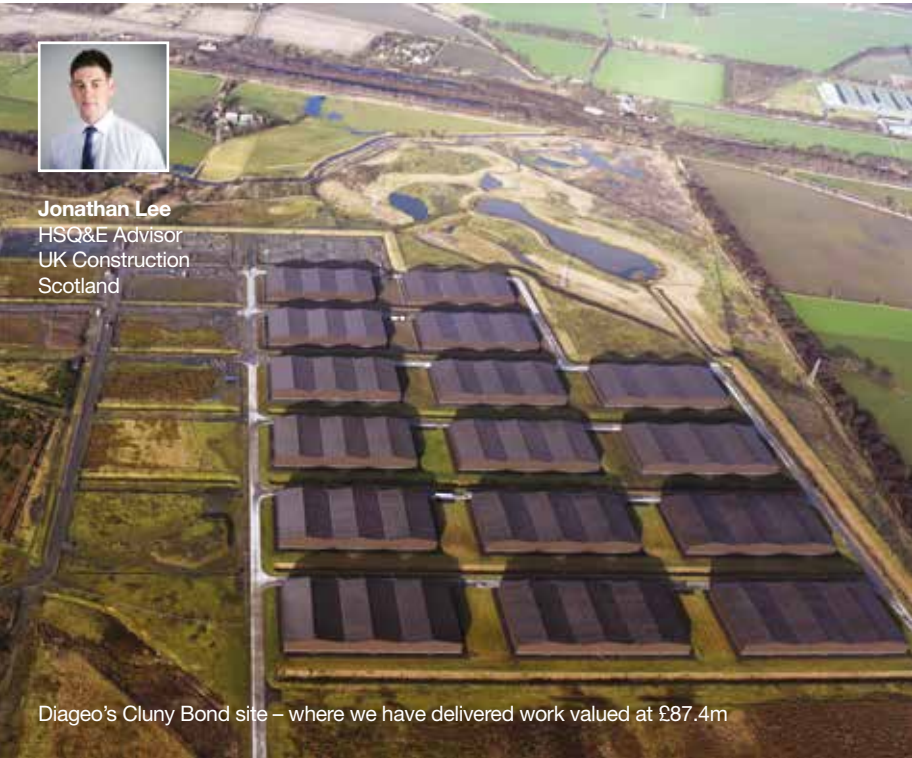 Jonathan Lee
HSQ&E Advisor
UK Construction
Scotland
Diageo's Cluny Bond site – where we have delivered work valued at £87.4m